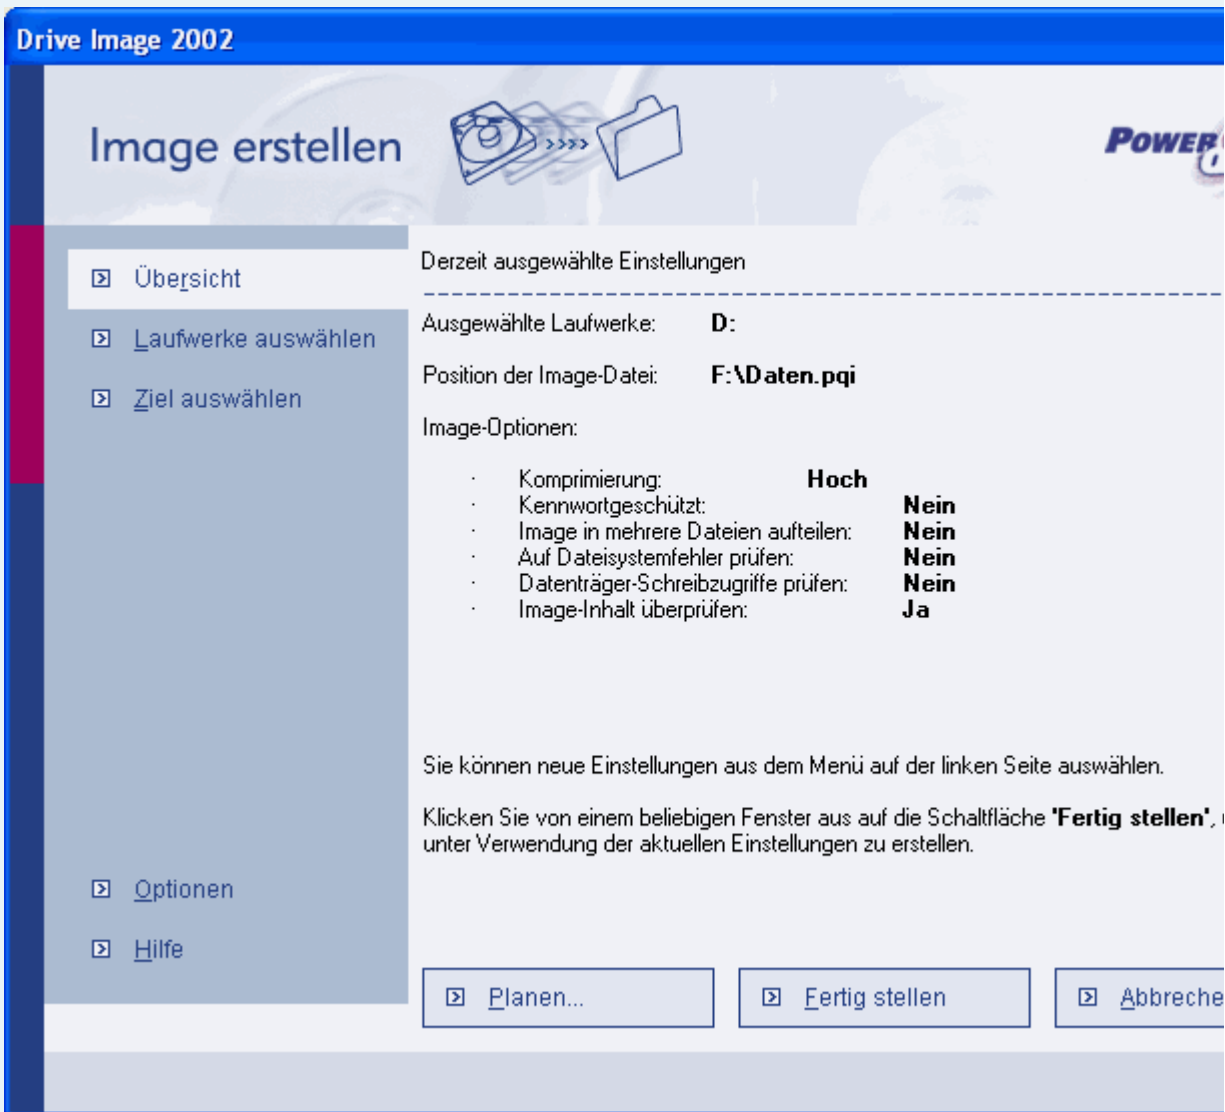 Drive Image 2002
Image erstellen
POWER
Übersicht
Laufwerke auswählen
Ziel auswählen
Optionen
Hilfe
Derzeit ausgewählte Einstellungen
Ausgewählte Laufwerke: D:
Position der Image-Datei: F:\Daten.pqi
Image-Optionen:
· Komprimierung: Hoch
· Kennwortgeschützt: Nein
· Image in mehrere Dateien aufteilen: Nein
· Auf Dateisystemfehler prüfen: Nein
· Datenträger-Schreibzugriffe prüfen: Nein
· Image-Inhalt überprüfen: Ja
Sie können neue Einstellungen aus dem Menü auf der linken Seite auswählen.
Klicken Sie von einem beliebigen Fenster aus auf die Schaltfläche 'Fertig stellen',
unter Verwendung der aktuellen Einstellungen zu erstellen.
Planen...
Fertig stellen
Abbreche